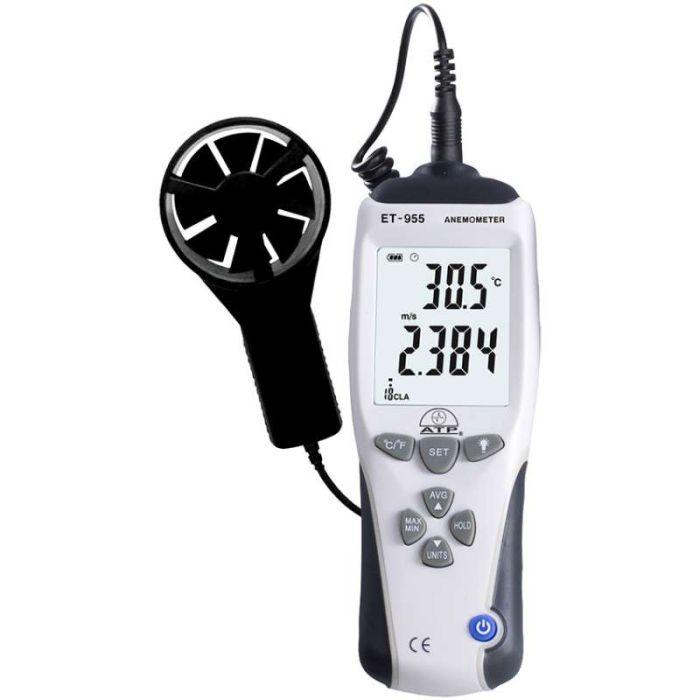 ET-955 ANEMOMETER
30.5 °C
m/s
2.384
CLA
ATP®
°C/°F
SET
AVG
MAX
MIN
HOLD
UNITS
CE